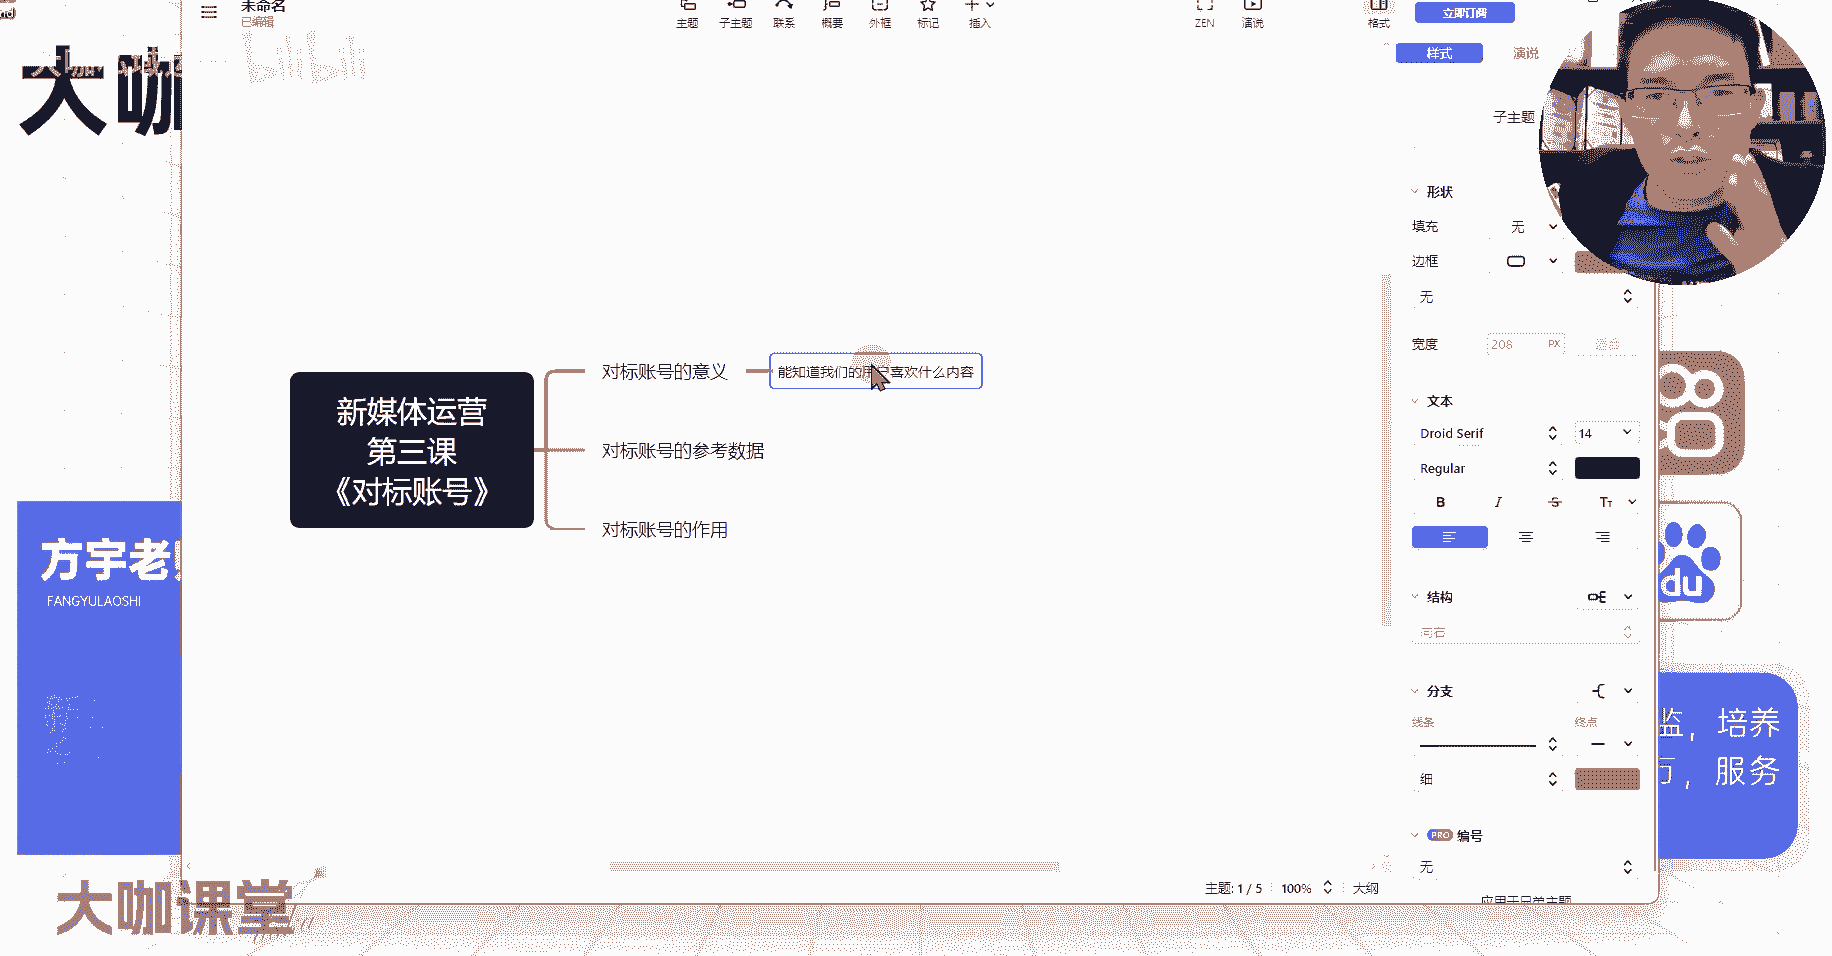 未命名
已编辑
主题
子主题
联系
概要
外框
标记
插入
ZEN
演说
格式
立即订阅
bilibili
样式
演说
大咖
子主题
形状
填充
无
边框
无
宽度
208
PX
文本
Droid Serif
14
Regular
B
I
S
TT
结构
向右
分支
线条
终点
细
PRO 编号
无
新媒体运营
第三课
《对标账号》
对标账号的意义
能知道我们的用户喜欢什么内容
对标账号的参考数据
对标账号的作用
方宇老
FANGYULAOSHI
du
监，培养
万，服务
主题: 1 / 5
100%
大纲
大咖课堂